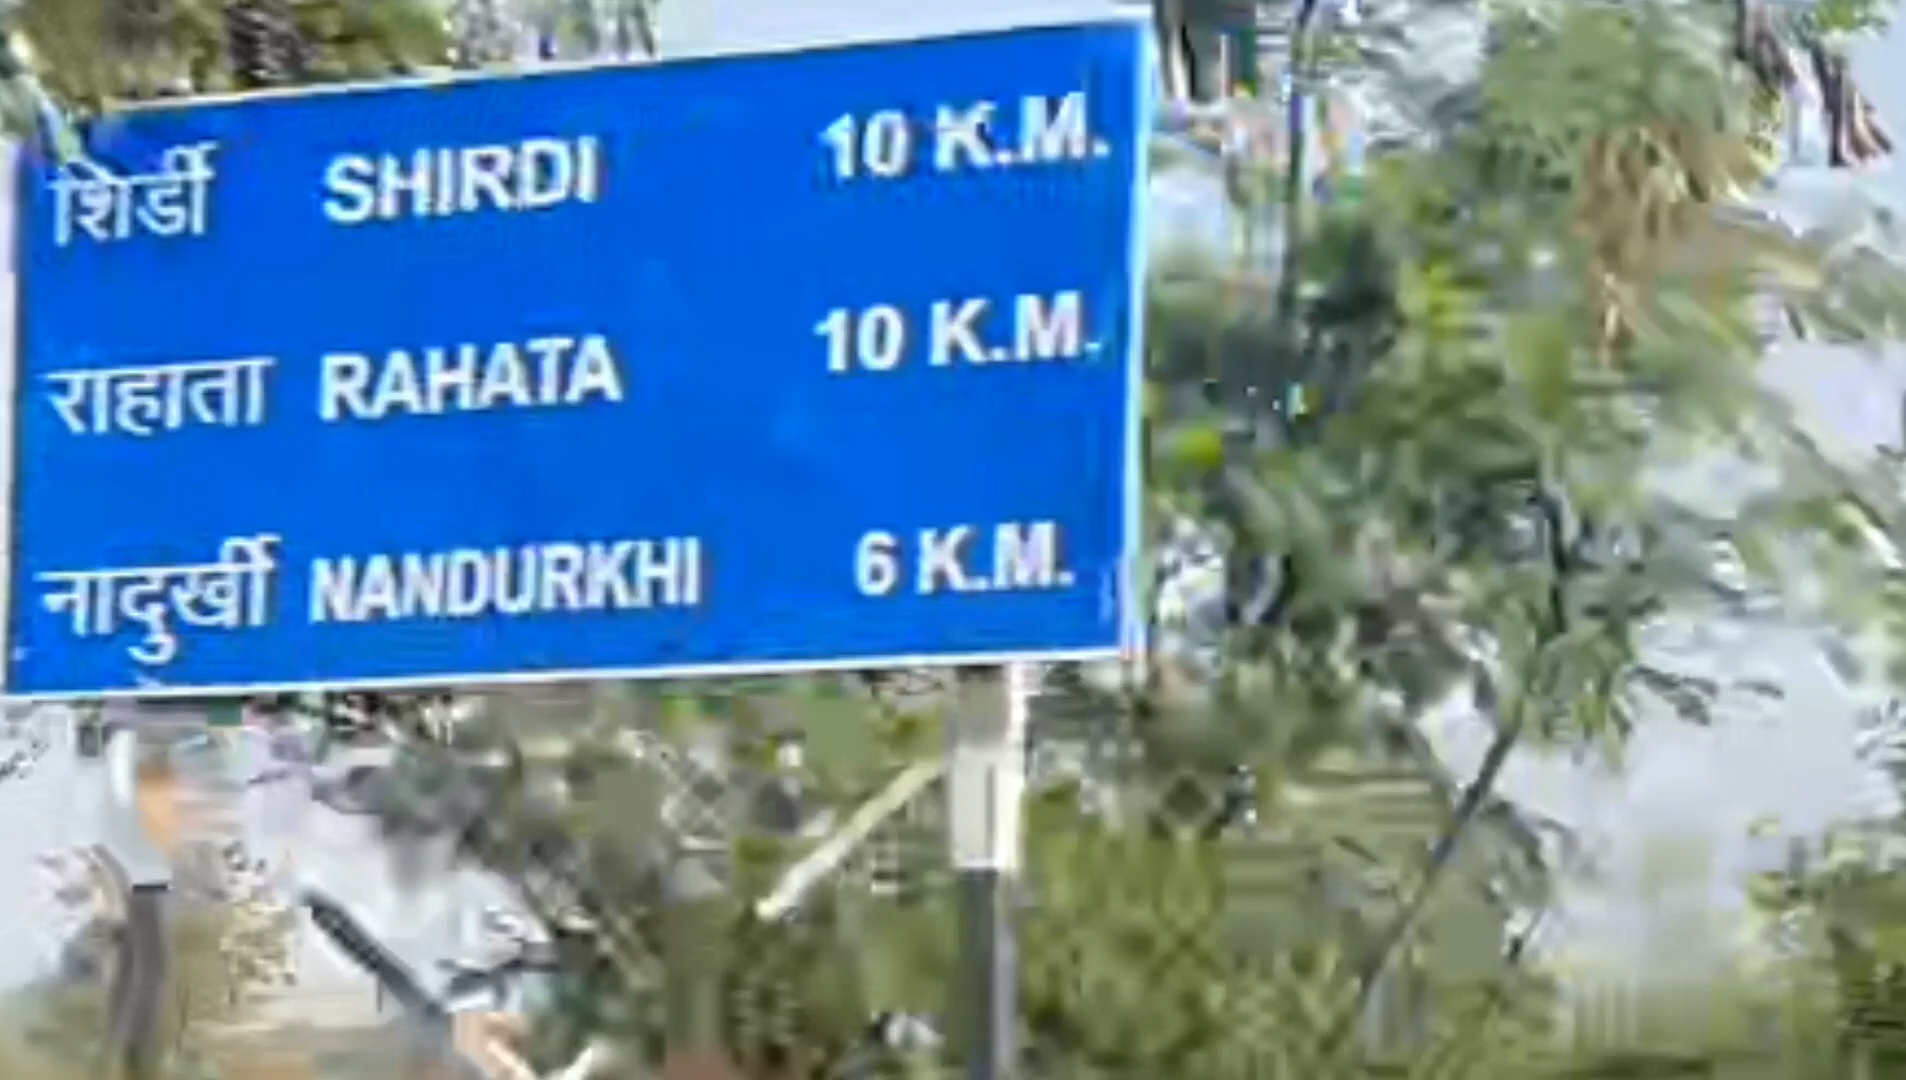 शिर्डी SHIRDI 10 K.M.
राहाता RAHATA 10 K.M.
नादुर्खी NANDURKHI 6 K.M.